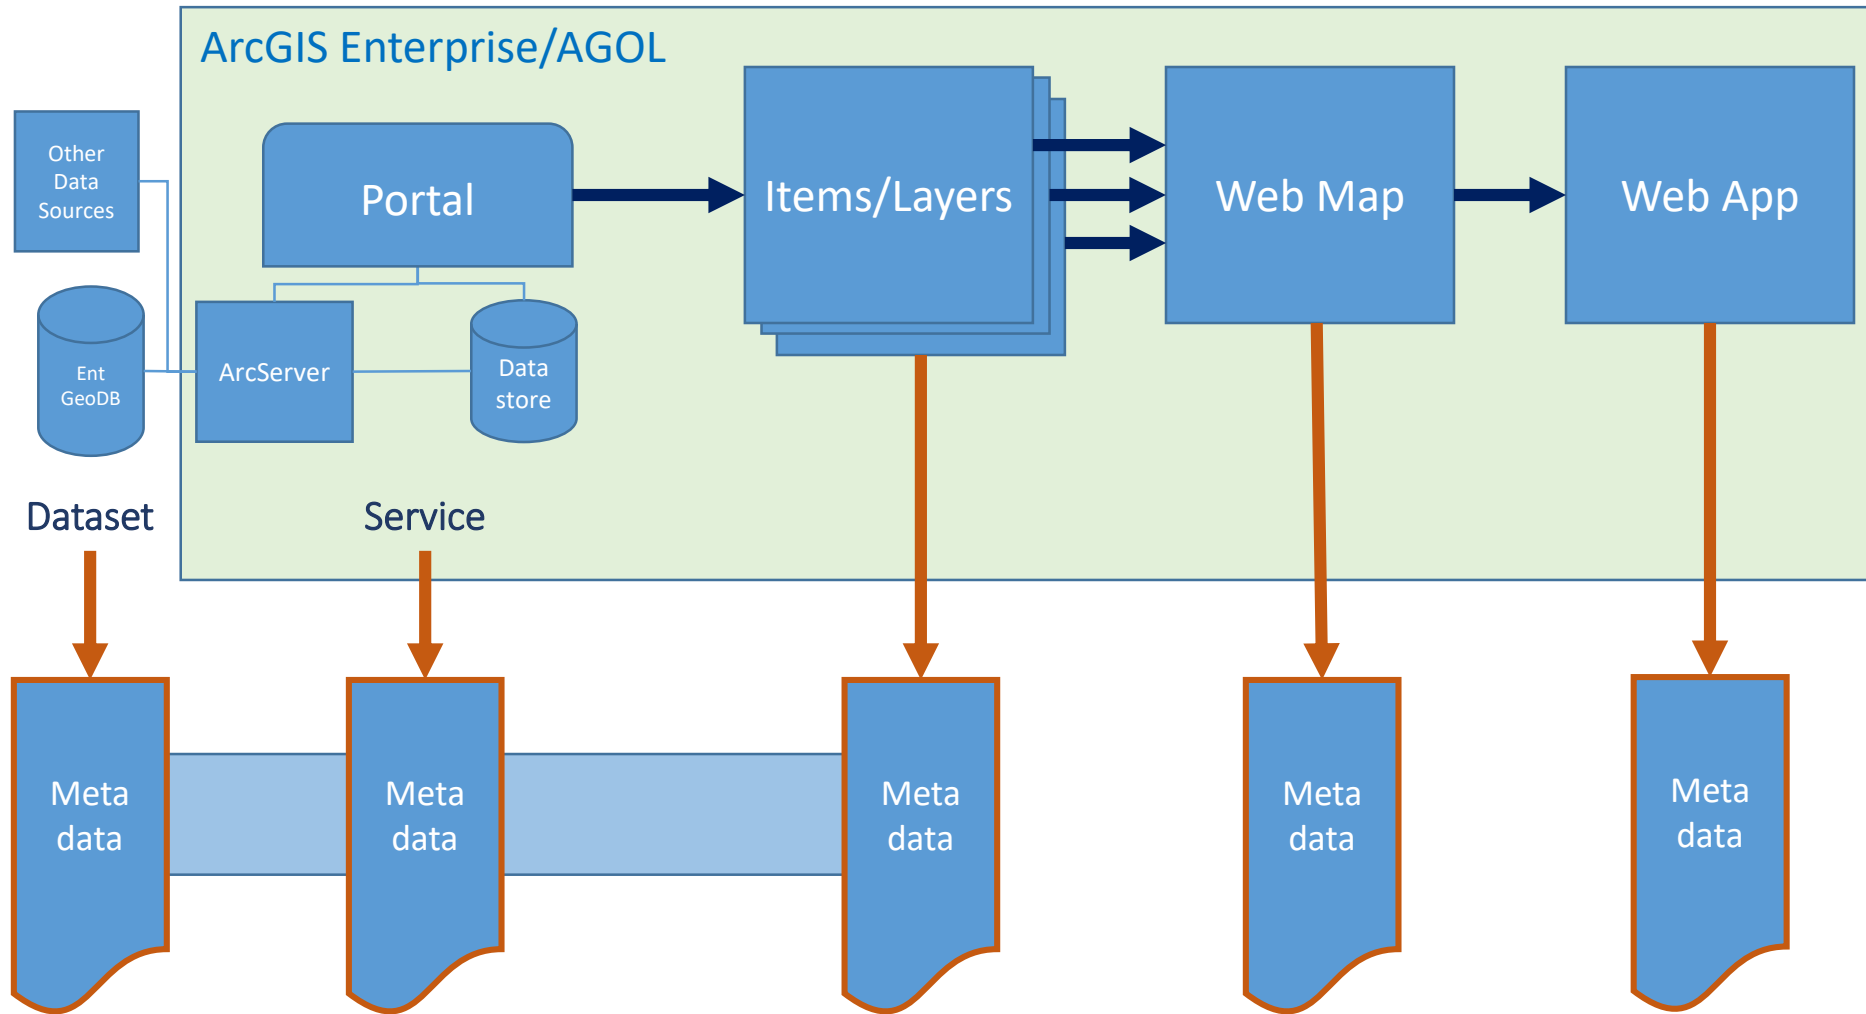 ArcGIS Enterprise/AGOL
Other
Data
Sources
Portal
Items/Layers
Web Map
Web App
Ent
GeoDB
ArcServer
Data
store
Dataset
Service
Meta
data
Meta
data
Meta
data
Meta
data
Meta
data